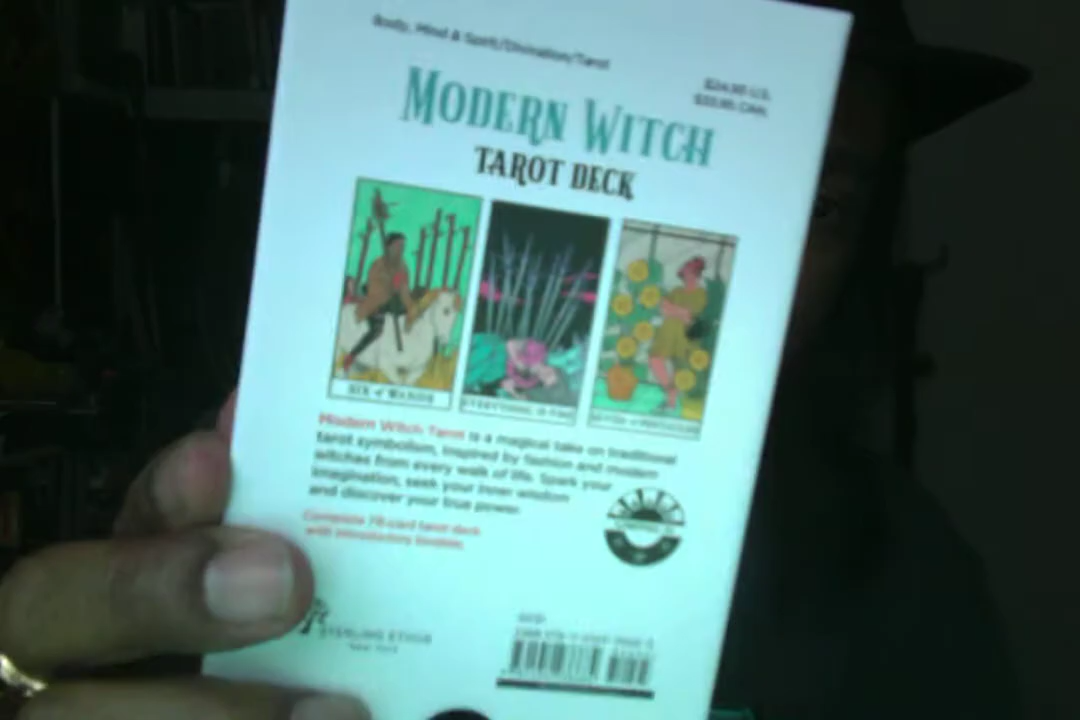 Body, Mind & Spirit/Divination/Tarot
$24.95 U.S.
MODERN WITCH
TAROT DECK
SIX of WANDS
EVERYTHING IS FINE
Modern Witch Tarot is a magical take on traditional
tarot symbolism, inspired by fashion and modern
witches from every walk of life. Spark your
imagination, seek your inner wisdom
and discover your true power.
Complete 78-card tarot deck
with introductory booklet.
STERLING ETHOS
New York